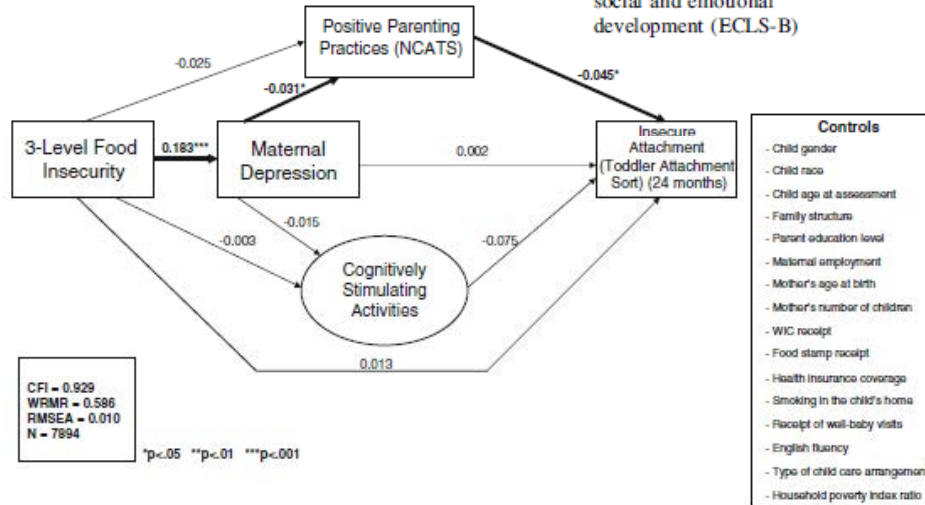 social and emotional
development (ECLS-B)
Positive Parenting
Practices (NCATS)
-0.025
-0.031*
-0.045*
3-Level Food
Insecurity
0.183***
Maternal
Depression
0.002
Insecure
Attachment
(Toddler Attachment
Sort) (24 months)
-0.015
-0.003
-0.075
Cognitively
Stimulating
Activities
0.013
CFI = 0.929
WRMR = 0.586
RMSEA = 0.010
N = 7894
*p<.05 **p<.01 ***p<.001
Controls
- Child gender
- Child race
- Child age at assessment
- Family structure
- Parent education level
- Maternal employment
- Mother's age at birth
- Mother's number of children
- WIC receipt
- Food stamp receipt
- Health insurance coverage
- Smoking in the child's home
- Receipt of well-baby visits
- English fluency
- Type of child care arrangemen
- Household poverty index ratio